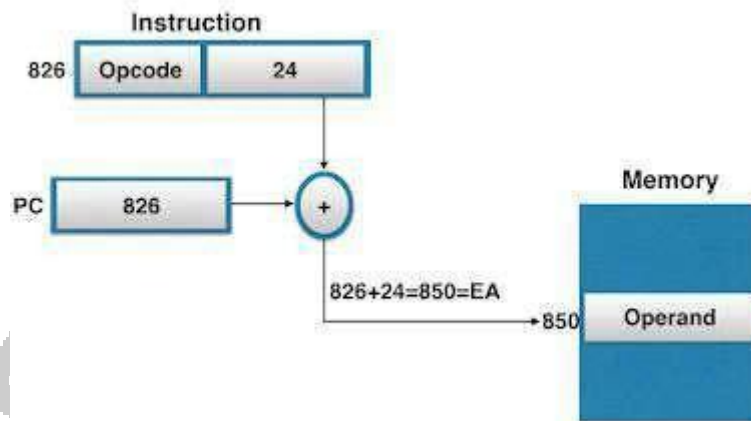 Instruction
826 Opcode 24
PC 826 +
Memory
826+24=850=EA
850 Operand